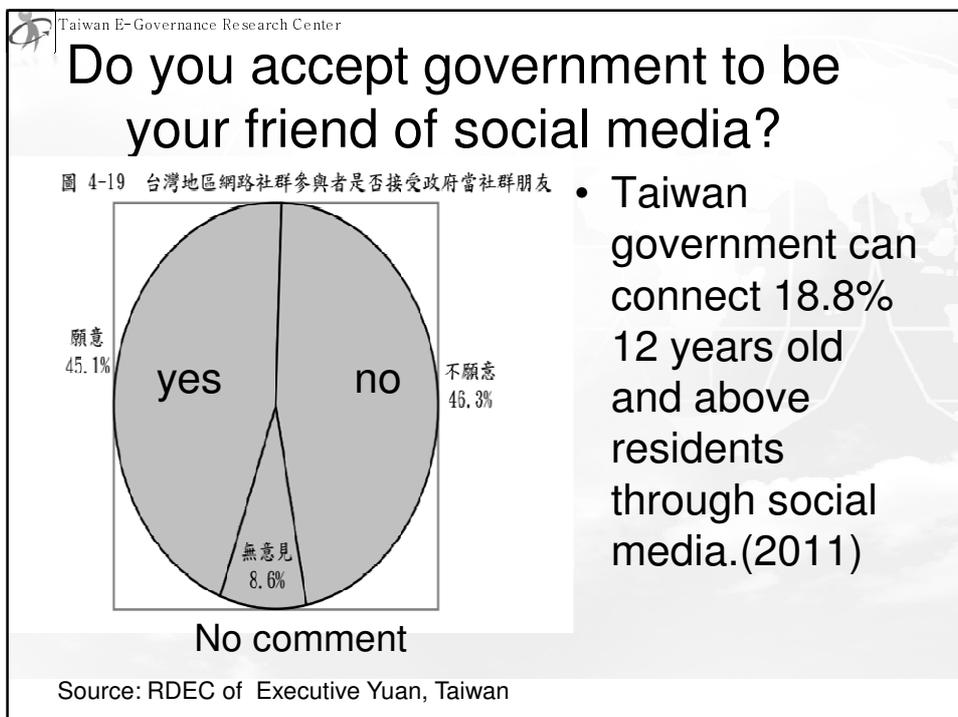 Taiwan E-Governance Research Center
Do you accept government to be
your friend of social media?
圖 4-19 台灣地區網路社群參與者是否接受政府當社群朋友
願意
45.1%
yes
no
不願意
46.3%
無意見
8.6%
No comment
• Taiwan
government can
connect 18.8%
12 years old
and above
residents
through social
media.(2011)
Source: RDEC of Executive Yuan, Taiwan